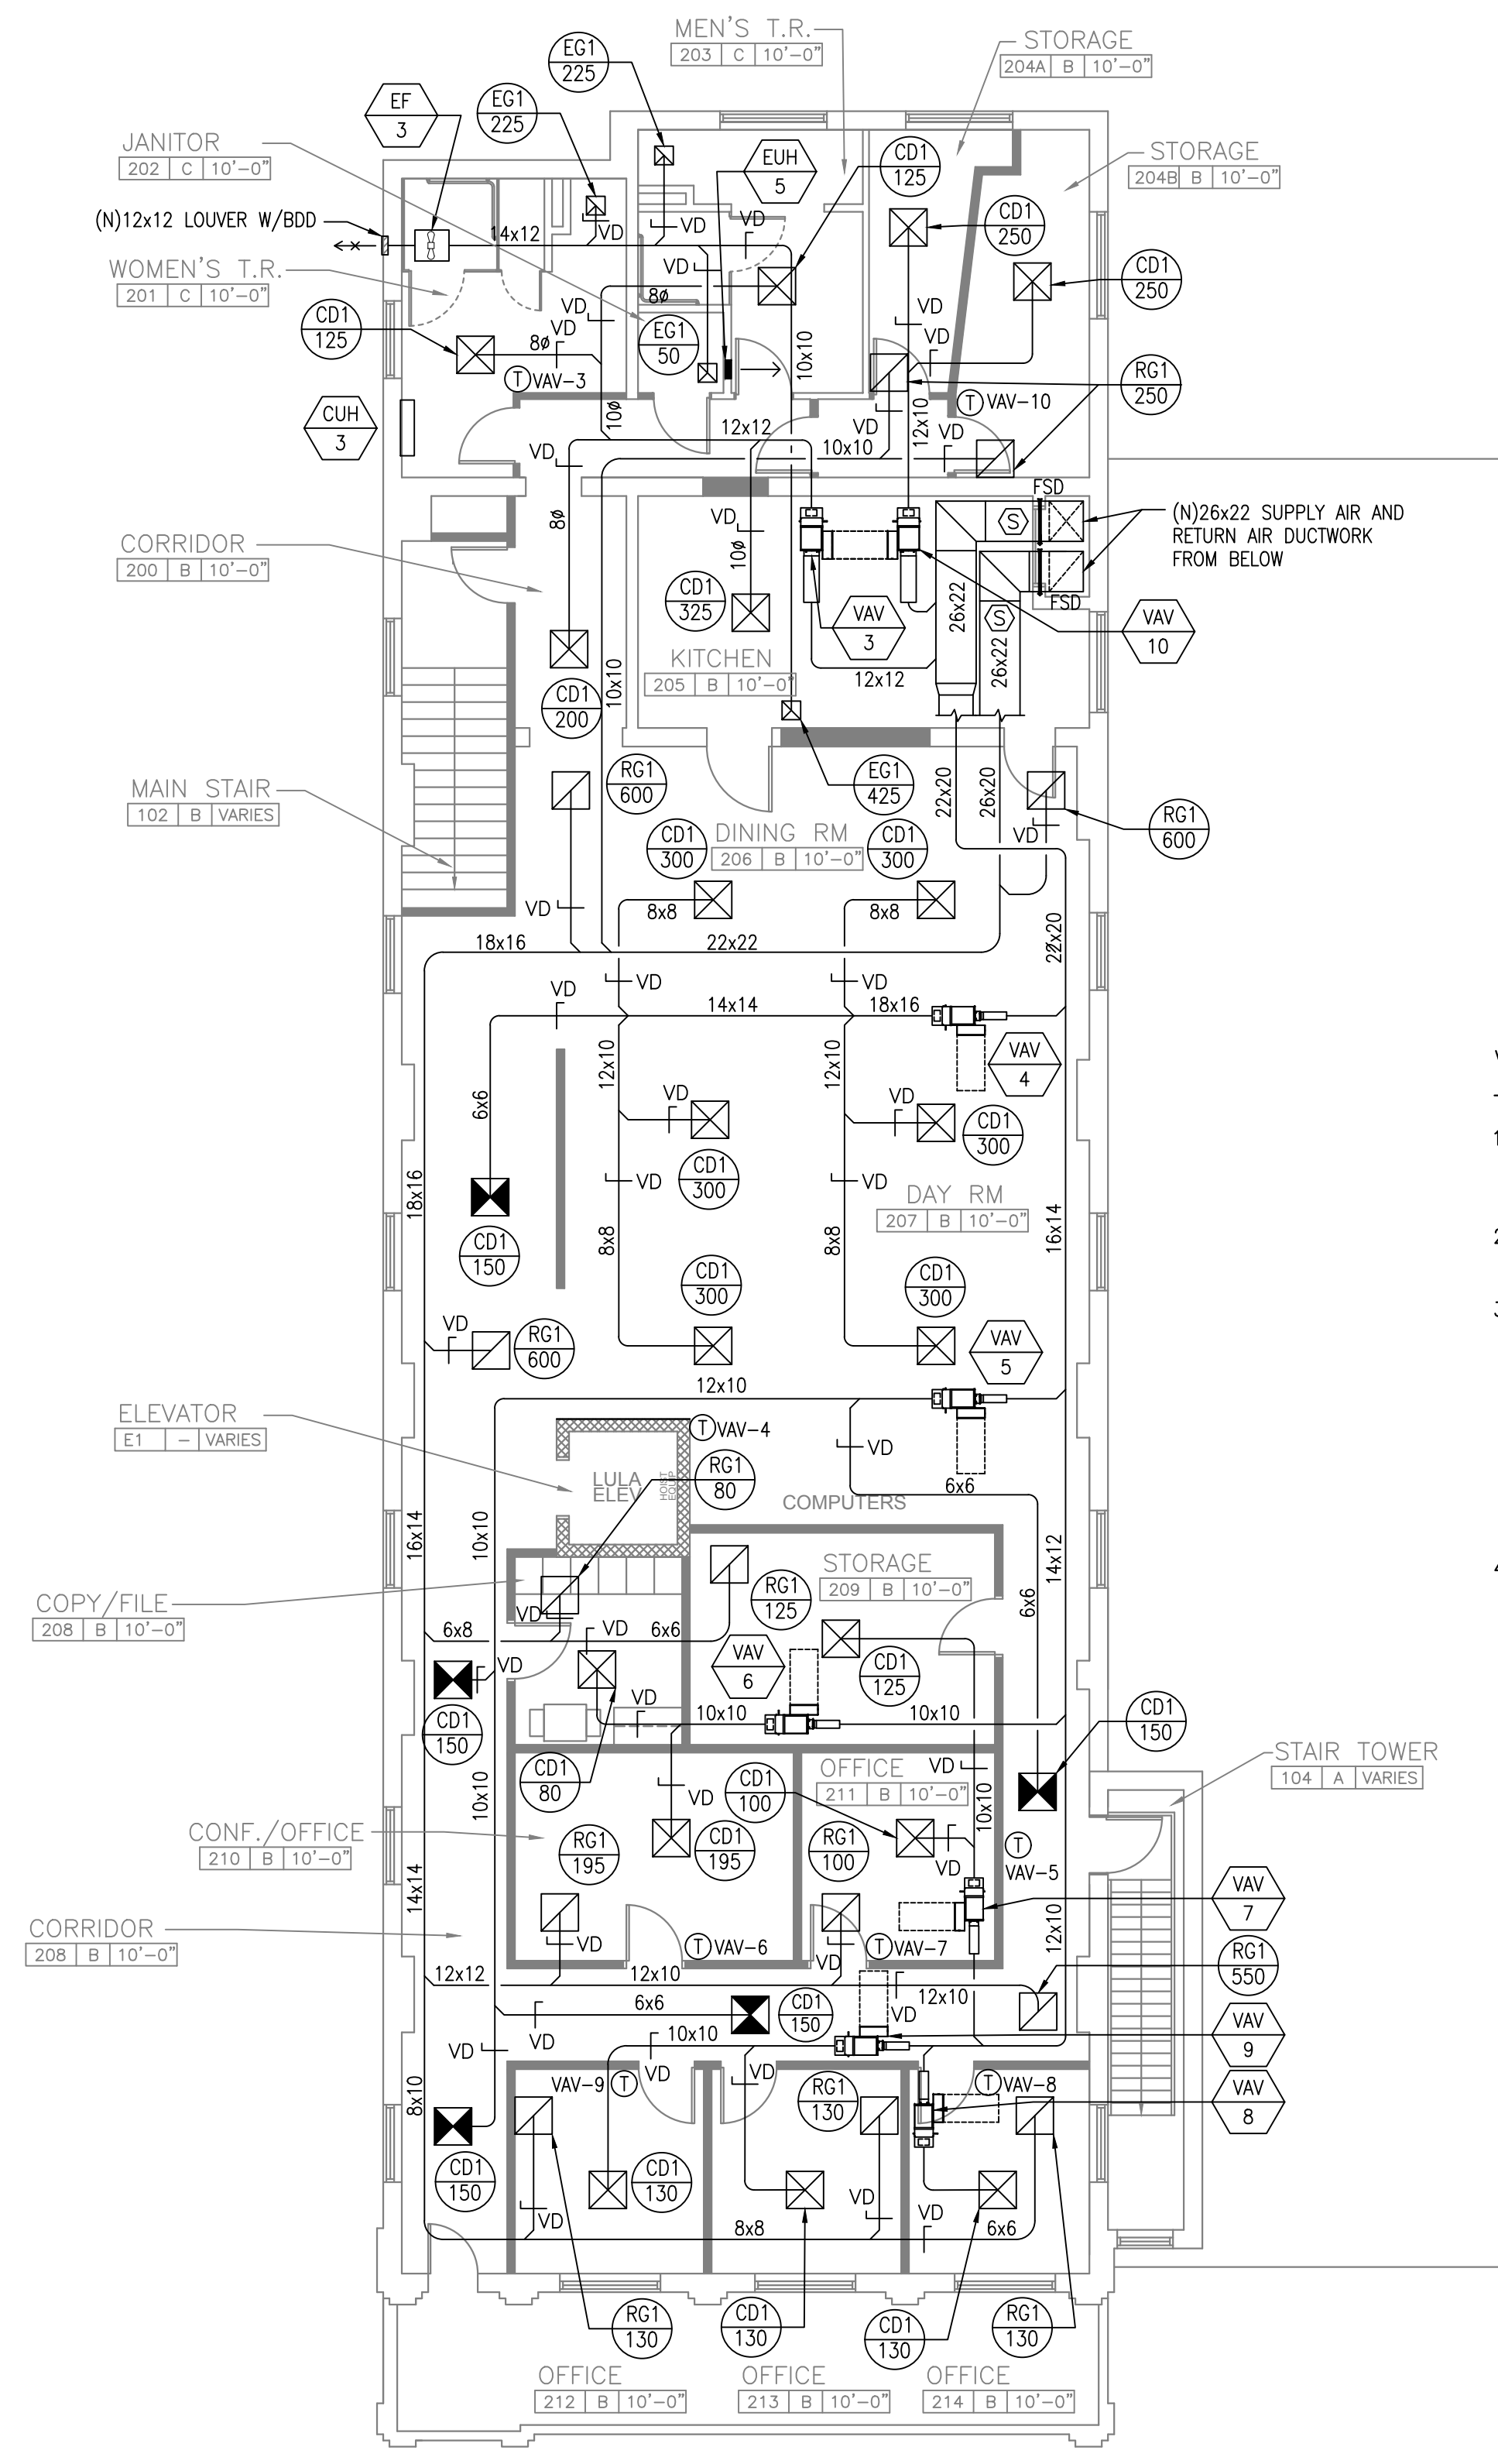 MEN'S T.R.
203 C 10'-0"
STORAGE
204A B 10'-0"
EG1
225
EF
3
EG1
225
JANITOR
202 C 10'-0"
EUH
5
CD1
125
STORAGE
204B B 10'-0"
(N)12x12 LOUVER W/BDD
14x12
VD
VD
VD
VD
CD1
250
WOMEN'S T.R.
201 C 10'-0"
CD1
250
CD1
125
8ø
VD
VD
8ø
EG1
50
10x10
VD
VD
RG1
250
T VAV-3
T VAV-10
CUH
3
10ø
12x12
VD
10x10
VD
12x10
VD
FSD
S
(N)26x22 SUPPLY AIR AND
RETURN AIR DUCTWORK
FROM BELOW
8ø
VD
10ø
CORRIDOR
200 B 10'-0"
CD1
325
VAV
3
26x22
S
26x22
FSD
VAV
10
KITCHEN
205 B 10'-0"
10x10
12x12
CD1
200
MAIN STAIR
102 B VARIES
RG1
600
EG1
425
22x20
26x20
RG1
600
VD
CD1
300
DINING RM
206 B 10'-0"
CD1
300
VD
8x8
8x8
18x16
22x22
22x20
VD
VD
VD
14x14
18x16
6x6
12x10
12x10
VAV
4
VD
VD
CD1
300
CD1
300
VD
VD
18x16
DAY RM
207 B 10'-0"
16x14
CD1
150
8x8
8x8
CD1
300
CD1
300
VD
RG1
600
VAV
5
12x10
ELEVATOR
E1 - VARIES
T VAV-4
VD
LULA
ELEV
HOIST
EQUIP
RG1
80
6x6
COMPUTERS
16x14
10x10
STORAGE
209 B 10'-0"
14x12
6x6
COPY/FILE
208 B 10'-0"
RG1
125
VD
6x8
VD
6x6
VAV
6
CD1
125
VD
VD
10x10
10x10
CD1
150
CD1
150
STAIR TOWER
104 A VARIES
CD1
80
OFFICE
211 B 10'-0"
VD
CD1
100
VD
10x10
10x10
CONF./OFFICE
210 B 10'-0"
RG1
195
CD1
195
RG1
100
VD
T
VAV-5
14x14
VAV
7
CORRIDOR
208 B 10'-0"
VD
T VAV-6
VD
T VAV-7
12x10
RG1
550
12x12
12x10
12x10
6x6
VD
CD1
150
VD
VAV
9
VD
10x10
VD
VD
VAV-9 T
RG1
130
T VAV-8
VAV
8
8x10
CD1
150
CD1
130
VD
VD
VD
8x8
6x6
RG1
130
CD1
130
CD1
130
RG1
130
OFFICE
212 B 10'-0"
OFFICE
213 B 10'-0"
OFFICE
214 B 10'-0"